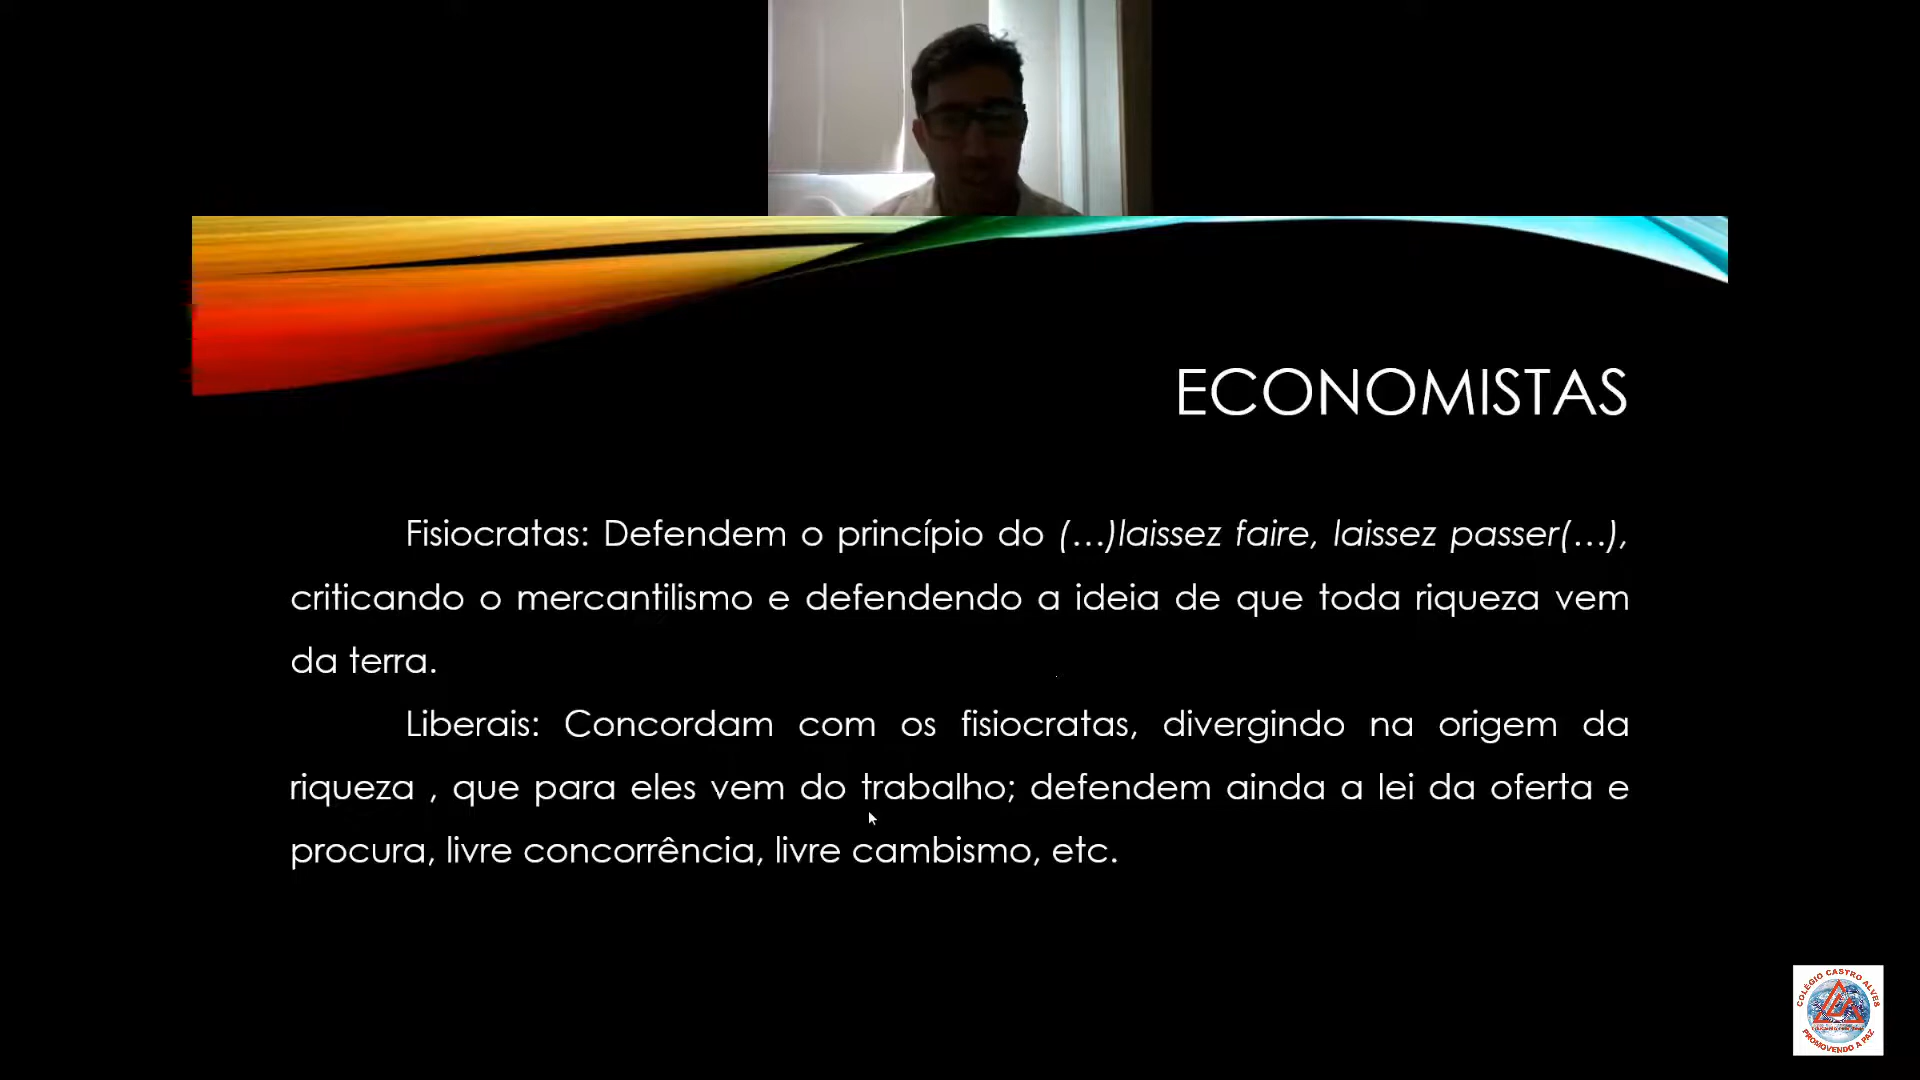 ECONOMISTAS
Fisiocratas: Defendem o princípio do (...)laissez faire, laissez passer(...),
criticando o mercantilismo e defendendo a ideia de que toda riqueza vem
da terra.
Liberais: Concordam com os fisiocratas, divergindo na origem da
riqueza , que para eles vem do trabalho; defendem ainda a lei da oferta e
procura, livre concorrência, livre cambismo, etc.
COLÉGIO CASTRO ALVES
PROMOVENDO A PAZ